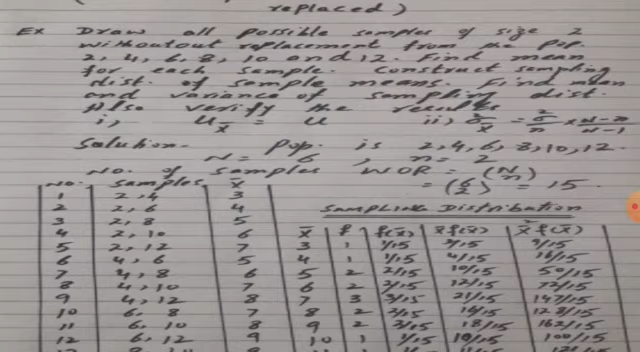 replaced)
Ex Draw all possible samples of size 2
withoutout replacement from the pop.
2, 4, 6, 8, 10 and 12. Find mean
for each sample. Construct sampling
dist. of sample means. Find mean
and variance of sampling dist.
Also verify the results
i) u x̄ = u ii) σ²x̄ = σ²/n × N-n/N-1
Solution- Pop. is 2,4,6,8,10,12.
N = 6, n = 2
No. of samples WOR = (N n)
= (6 2) = 15
No. samples x̄
1 2,4 3
2 2,6 4
3 2,8 5
4 2,10 6
5 2,12 7
6 4,6 5
7 4,8 6
8 4,10 7
9 4,12 8
10 6,8 7
11 6,10 8
12 6,12 9
Sampling Distribution
x̄ f f(x̄) x̄f(x̄) x̄²f(x̄)
3 1 1/15 3/15 9/15
4 1 1/15 4/15 16/15
5 2 2/15 10/15 50/15
6 2 2/15 12/15 72/15
7 3 3/15 21/15 147/15
8 2 2/15 16/15 128/15
9 2 2/15 18/15 162/15
10 1 1/15 10/15 100/15